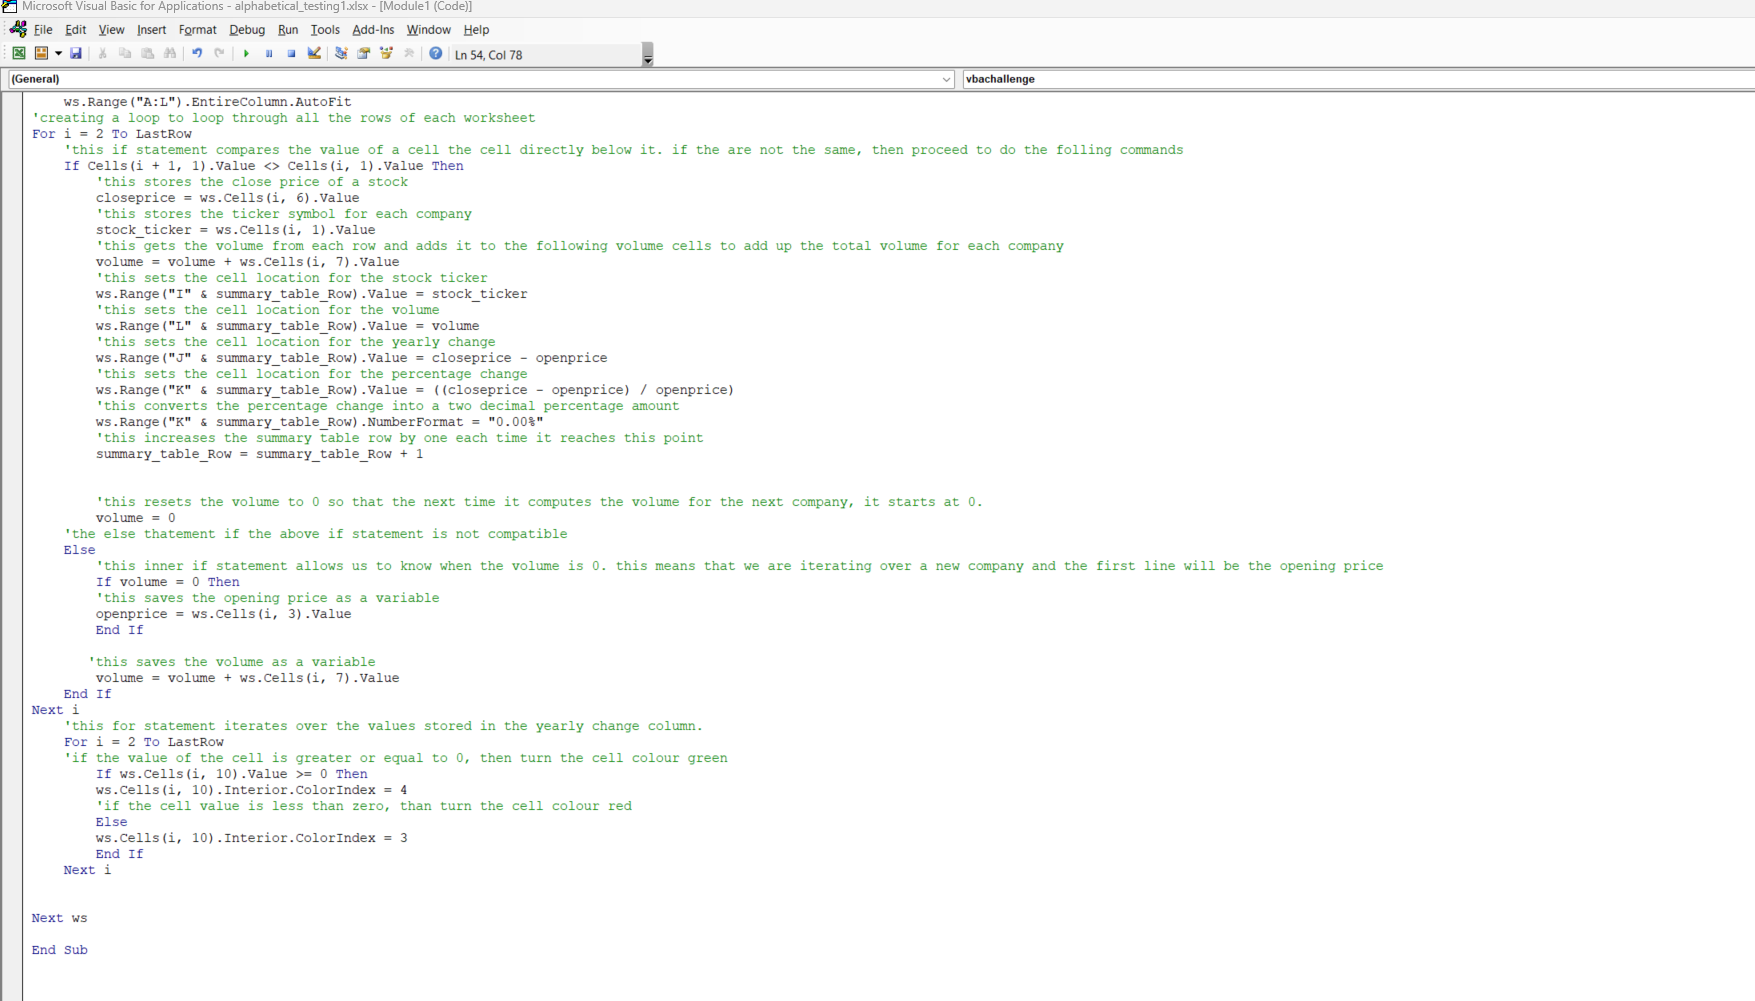 Microsoft Visual Basic for Applications - alphabetical_testing1.xlsx - [Module1 (Code)]
File Edit View Insert Format Debug Run Tools Add-Ins Window Help
Ln 54, Col 78
(General) vbachallenge
ws.Range("A:L").EntireColumn.AutoFit
'creating a loop to loop through all the rows of each worksheet
For i = 2 To LastRow
'this if statement compares the value of a cell the cell directly below it. if the are not the same, then proceed to do the folling commands
If Cells(i + 1, 1).Value <> Cells(i, 1).Value Then
'this stores the close price of a stock
closeprice = ws.Cells(i, 6).Value
'this stores the ticker symbol for each company
stock_ticker = ws.Cells(i, 1).Value
'this gets the volume from each row and adds it to the following volume cells to add up the total volume for each company
volume = volume + ws.Cells(i, 7).Value
'this sets the cell location for the stock ticker
ws.Range("I" & summary_table_Row).Value = stock_ticker
'this sets the cell location for the volume
ws.Range("L" & summary_table_Row).Value = volume
'this sets the cell location for the yearly change
ws.Range("J" & summary_table_Row).Value = closeprice - openprice
'this sets the cell location for the percentage change
ws.Range("K" & summary_table_Row).Value = ((closeprice - openprice) / openprice)
'this converts the percentage change into a two decimal percentage amount
ws.Range("K" & summary_table_Row).NumberFormat = "0.00%"
'this increases the summary table row by one each time it reaches this point
summary_table_Row = summary_table_Row + 1
'this resets the volume to 0 so that the next time it computes the volume for the next company, it starts at 0.
volume = 0
'the else thatement if the above if statement is not compatible
Else
'this inner if statement allows us to know when the volume is 0. this means that we are iterating over a new company and the first line will be the opening price
If volume = 0 Then
'this saves the opening price as a variable
openprice = ws.Cells(i, 3).Value
End If
'this saves the volume as a variable
volume = volume + ws.Cells(i, 7).Value
End If
Next i
'this for statement iterates over the values stored in the yearly change column.
For i = 2 To LastRow
'if the value of the cell is greater or equal to 0, then turn the cell colour green
If ws.Cells(i, 10).Value >= 0 Then
ws.Cells(i, 10).Interior.ColorIndex = 4
'if the cell value is less than zero, than turn the cell colour red
Else
ws.Cells(i, 10).Interior.ColorIndex = 3
End If
Next i
Next ws
End Sub